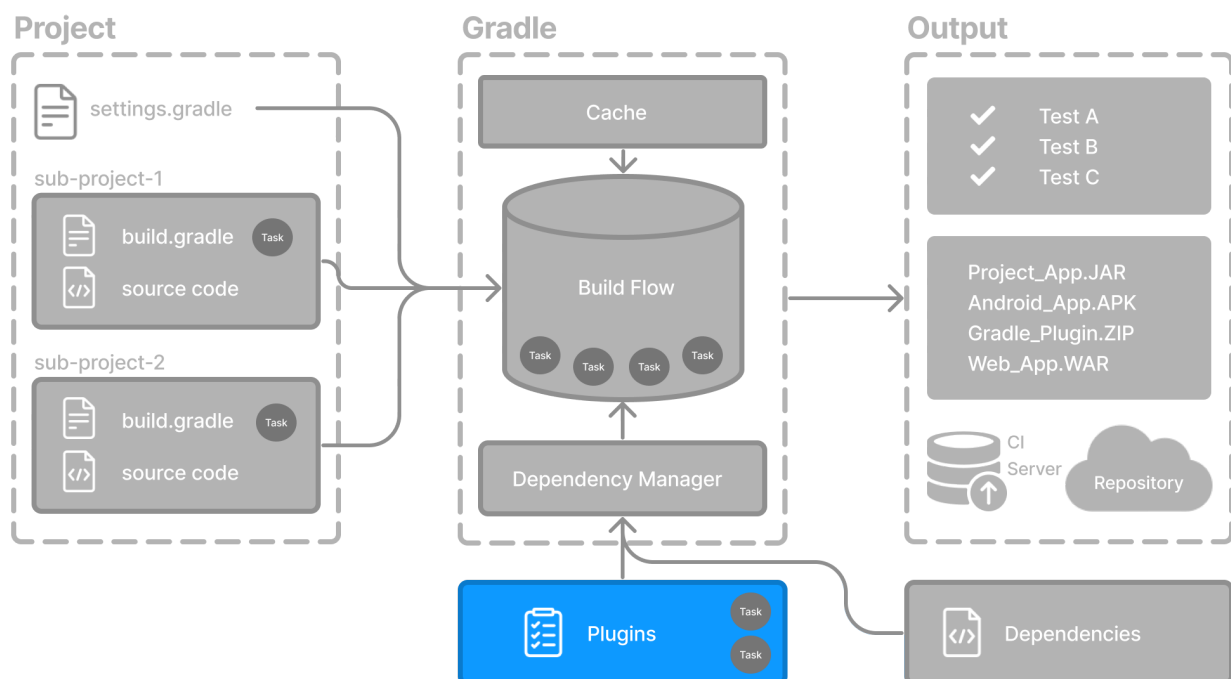 Project
settings.gradle
sub-project-1
build.gradle
Task
source code
sub-project-2
build.gradle
Task
source code
Gradle
Cache
Build Flow
Task
Task
Task
Task
Dependency Manager
Plugins
Task
Task
Output
Test A
Test B
Test C
Project_App.JAR
Android_App.APK
Gradle_Plugin.ZIP
Web_App.WAR
CI
Server
Repository
Dependencies